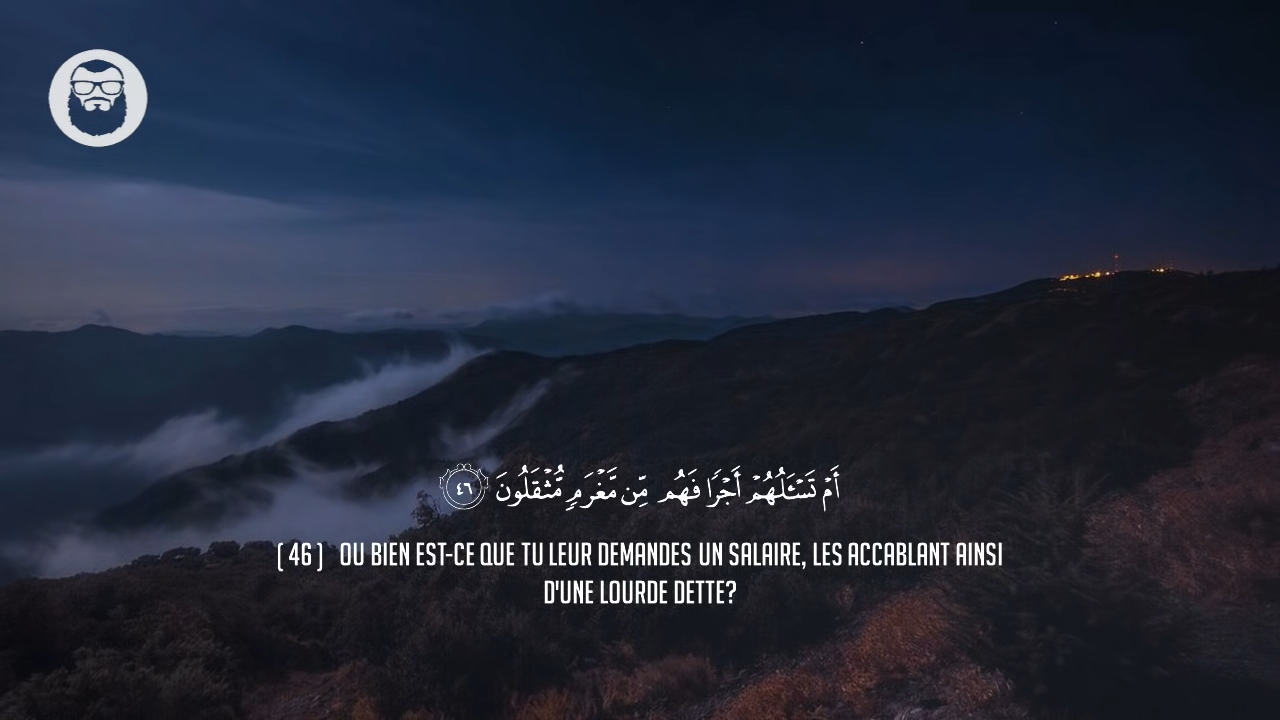 أَمْ تَسْـَٔلُهُمْ أَجْرًا فَهُم مِّن مَّغْرَمٍ مُّثْقَلُونَ ٤٦
( 46 ) OU BIEN EST-CE QUE TU LEUR DEMANDES UN SALAIRE, LES ACCABLANT AINSI
D'UNE LOURDE DETTE?